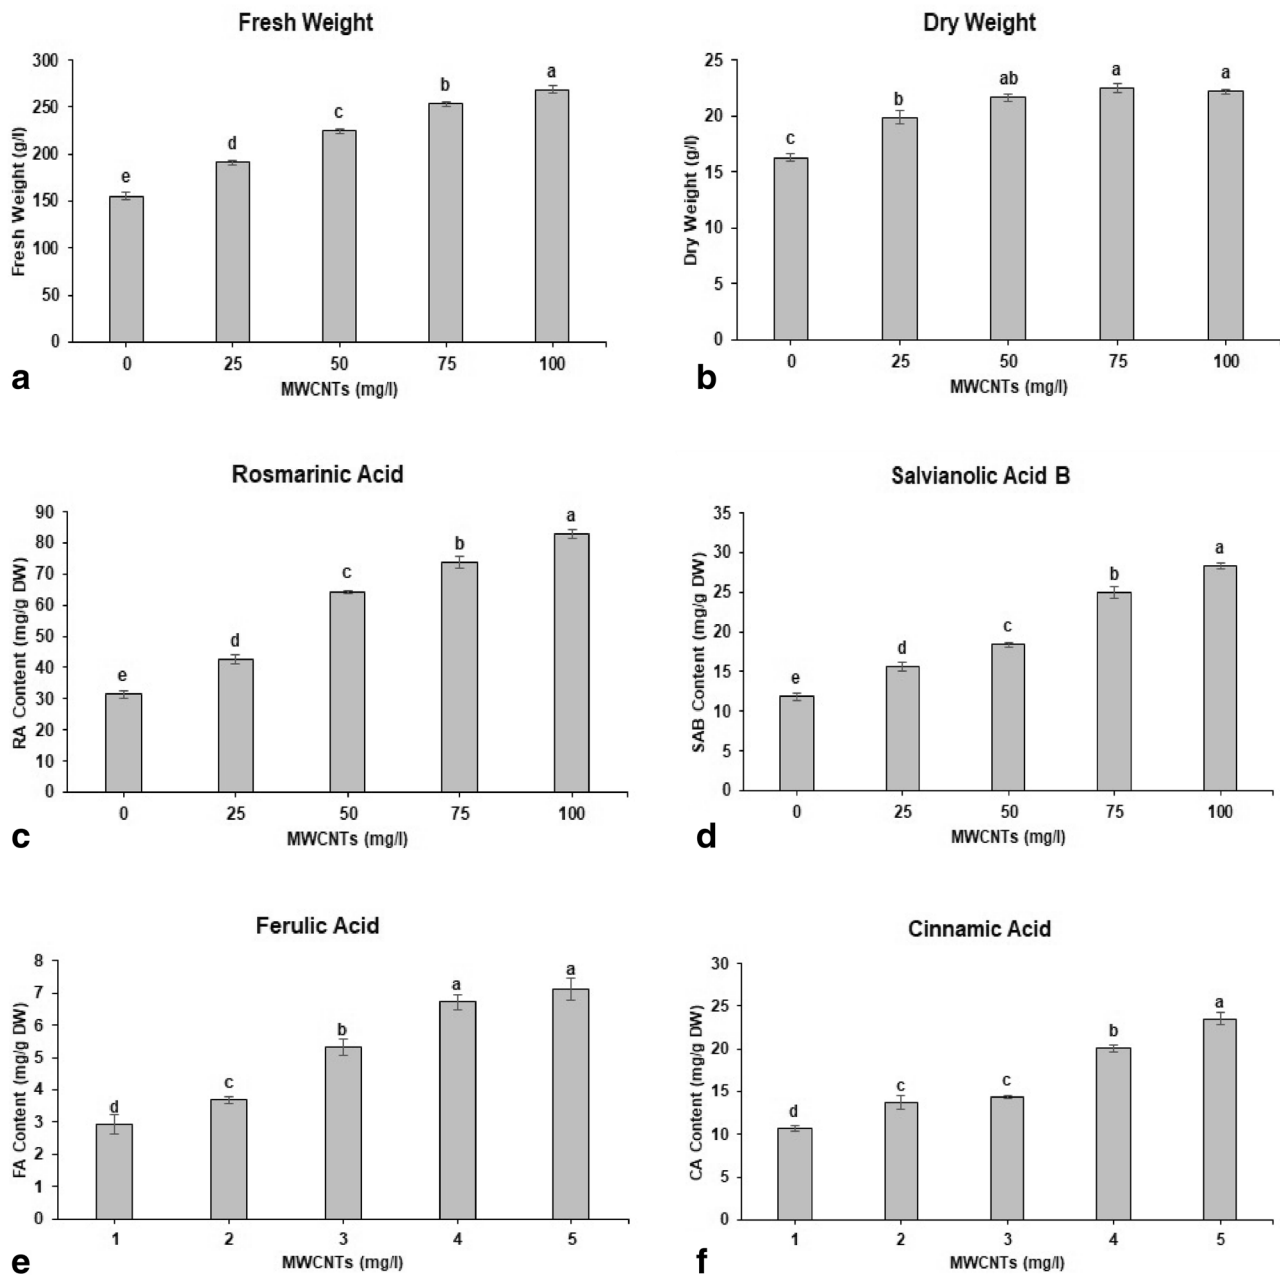 Fresh Weight
Fresh Weight (g/l)
300
250
200
150
100
50
0
e
d
c
b
a
0 25 50 75 100
MWCNTs (mg/l)
a
Dry Weight
Dry Weight (g/l)
25
20
15
10
5
0
c
b
ab
a
a
0 25 50 75 100
MWCNTs (mg/l)
b
Rosmarinic Acid
RA Content (mg/g DW)
90
80
70
60
50
40
30
20
10
0
e
d
c
b
a
0 25 50 75 100
MWCNTs (mg/l)
c
Salvianolic Acid B
SAB Content (mg/g DW)
35
30
25
20
15
10
5
0
e
d
c
b
a
0 25 50 75 100
MWCNTs (mg/l)
d
Ferulic Acid
FA Content (mg/g DW)
8
7
6
5
4
3
2
1
0
d
c
b
a
a
1 2 3 4 5
MWCNTs (mg/l)
e
Cinnamic Acid
CA Content (mg/g DW)
30
25
20
15
10
5
0
d
c
c
b
a
1 2 3 4 5
MWCNTs (mg/l)
f